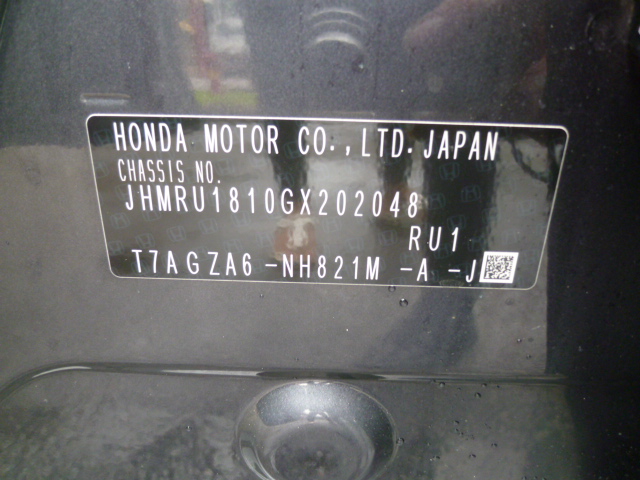 HONDA MOTOR CO.,LTD.JAPAN
CHASSIS NO.
JHMRU1810GX202048
RU1
T7AGZA6-NH821M -A -J